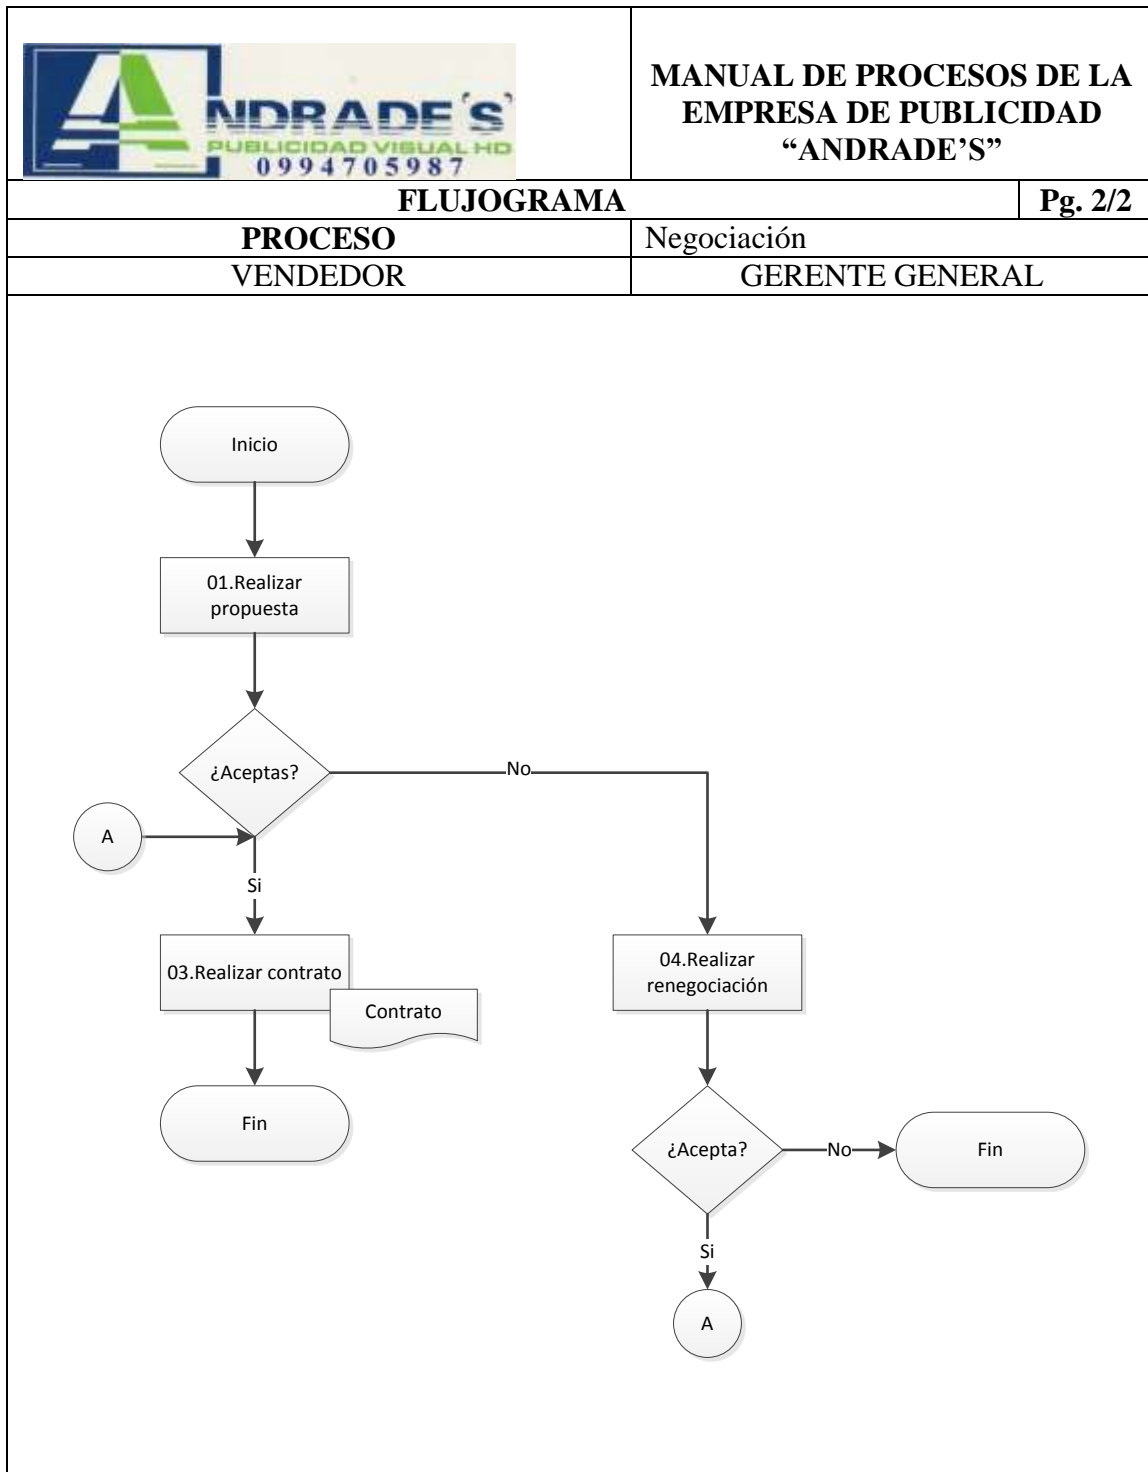 NDRADE'S'
PUBLICIDAD VISUAL HD
0994705987
MANUAL DE PROCESOS DE LA
EMPRESA DE PUBLICIDAD
“ANDRADE’S”
FLUJOGRAMA
Pg. 2/2
PROCESO
Negociación
VENDEDOR
GERENTE GENERAL
Inicio
01.Realizar
propuesta
¿Aceptas?
No
A
Si
03.Realizar contrato
Contrato
04.Realizar
renegociación
Fin
¿Acepta?
No
Fin
Si
A